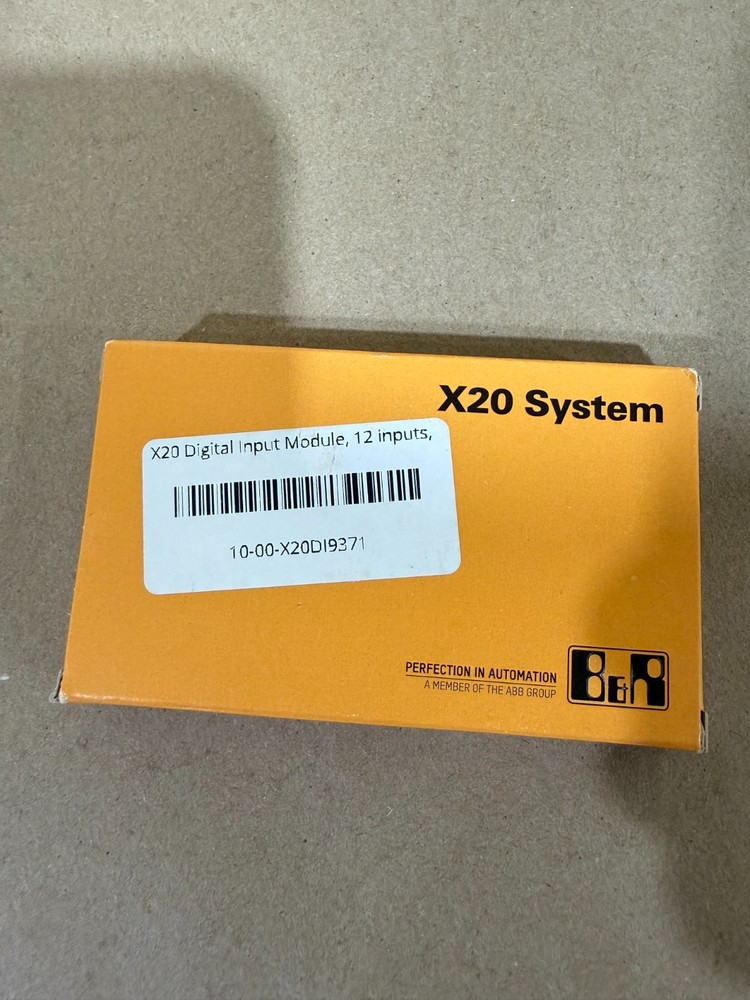 X20 System
X20 Digital Input Module, 12 inputs,
10-00-X20DI9371
PERFECTION IN AUTOMATION
A MEMBER OF THE ABB GROUP
B&R